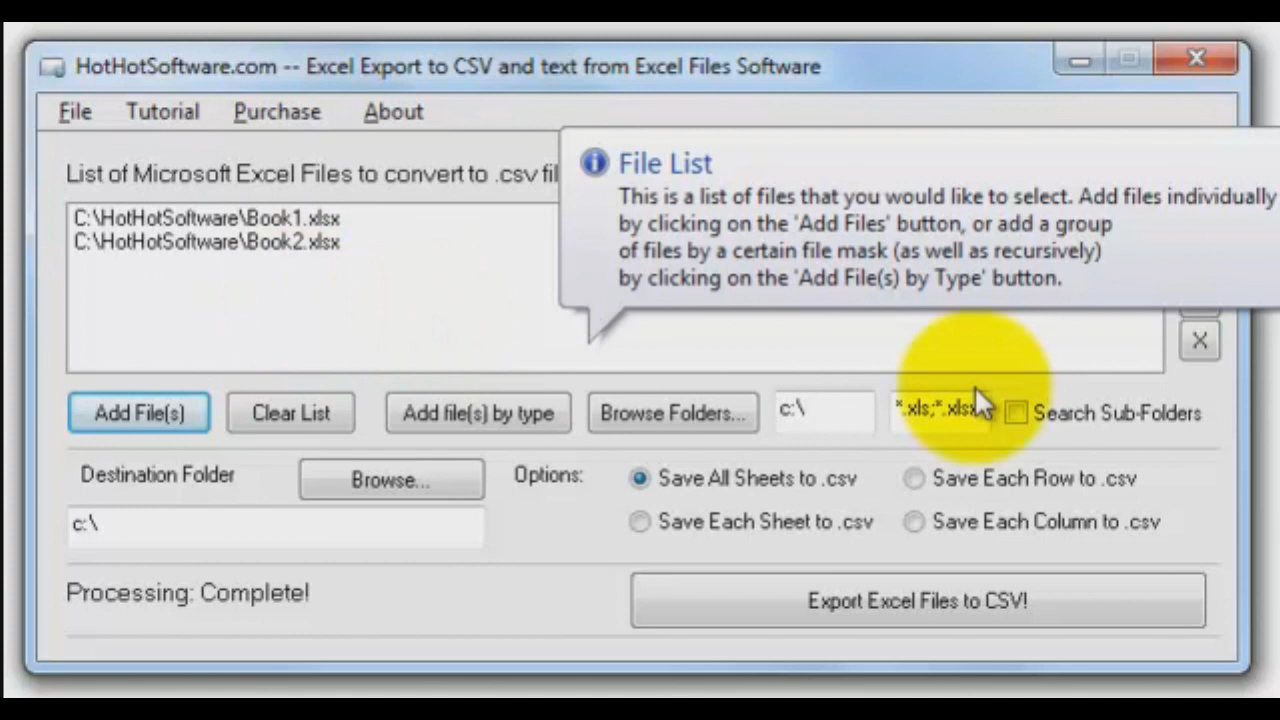 HotHotSoftware.com -- Excel Export to CSV and text from Excel Files Software
File Tutorial Purchase About
List of Microsoft Excel Files to convert to .csv fil
File List
This is a list of files that you would like to select. Add files individually
by clicking on the 'Add Files' button, or add a group
of files by a certain file mask (as well as recursively)
by clicking on the 'Add File(s) by Type' button.
C:\HotHotSoftware\Book1.xlsx
C:\HotHotSoftware\Book2.xlsx
X
Add File(s) Clear List Add file(s) by type Browse Folders... c:\ *.xls;*.xlsx Search Sub-Folders
Destination Folder Browse... Options: Save All Sheets to .csv Save Each Row to .csv
c:\ Save Each Sheet to .csv Save Each Column to .csv
Processing: Complete!
Export Excel Files to CSV!